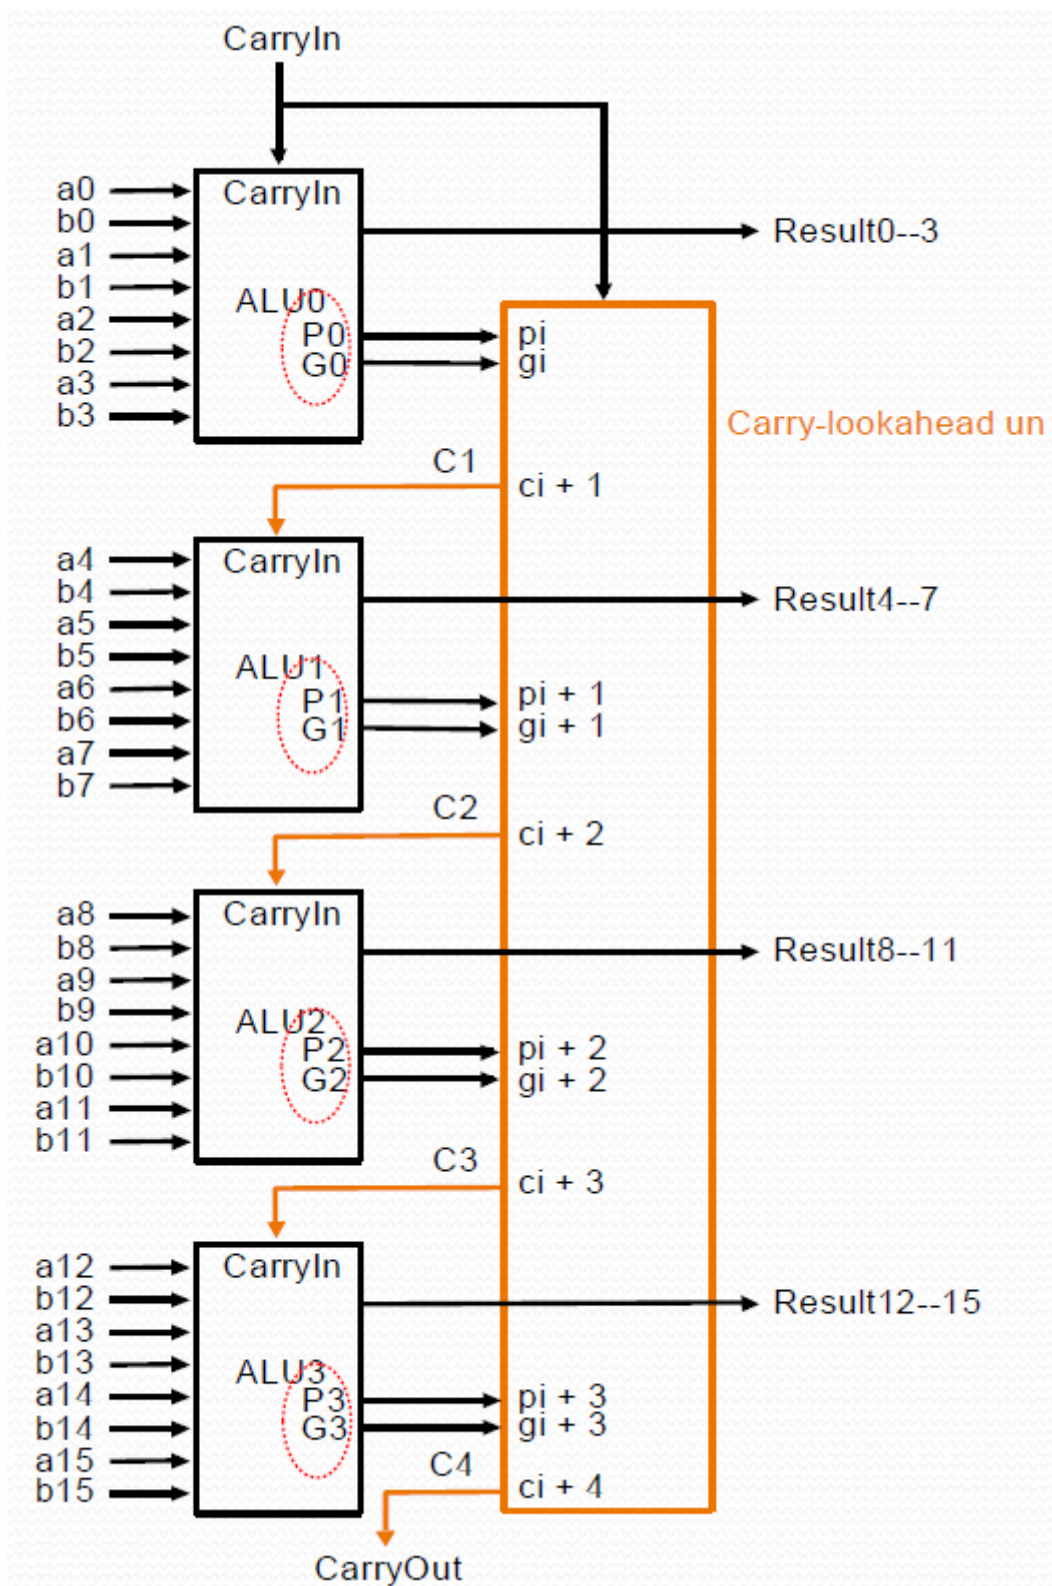 CarryIn
a0
b0
a1
b1
a2
b2
a3
b3
CarryIn
ALU0
P0
G0
Result0--3
pi
gi
Carry-lookahead un
C1
ci + 1
a4
b4
a5
b5
a6
b6
a7
b7
CarryIn
ALU1
P1
G1
Result4--7
pi + 1
gi + 1
C2
ci + 2
a8
b8
a9
b9
a10
b10
a11
b11
CarryIn
ALU2
P2
G2
Result8--11
pi + 2
gi + 2
C3
ci + 3
a12
b12
a13
b13
a14
b14
a15
b15
CarryIn
ALU3
P3
G3
Result12--15
pi + 3
gi + 3
C4
ci + 4
CarryOut